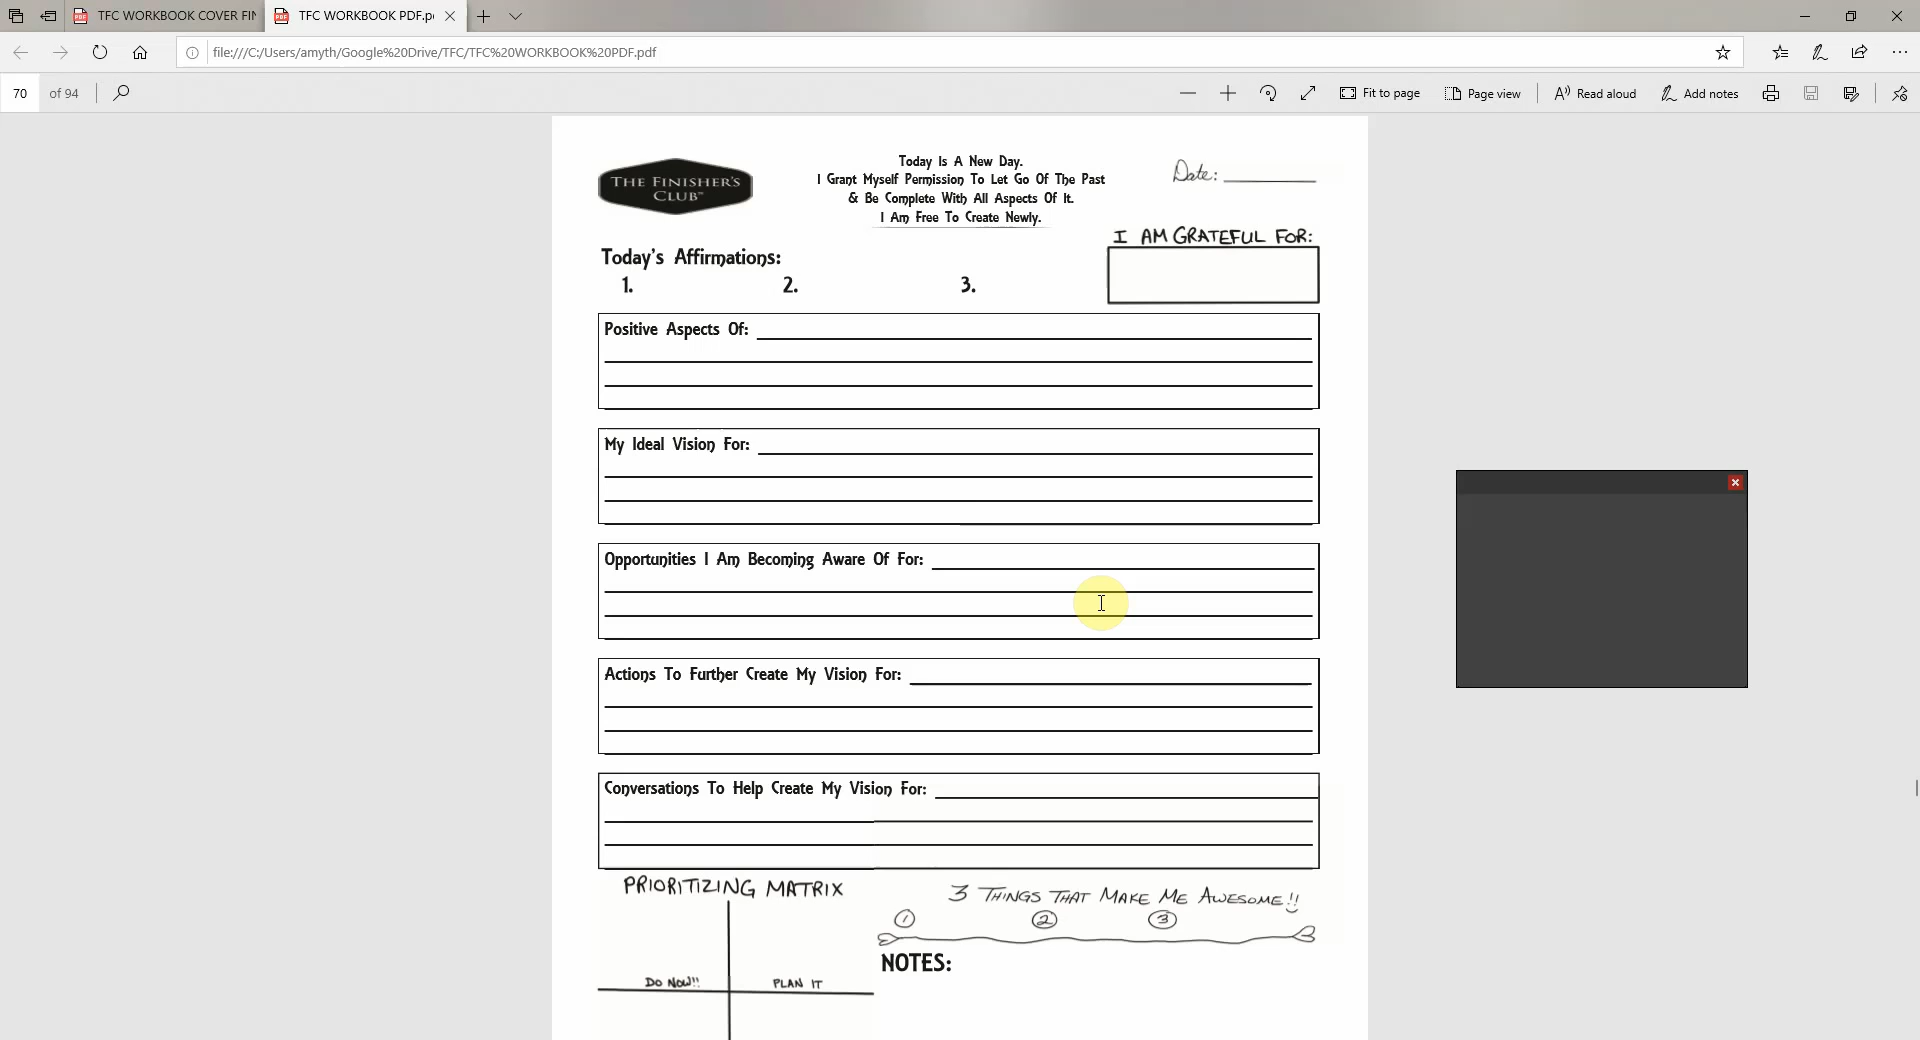 TFC WORKBOOK COVER FIN
TFC WORKBOOK PDF.p
file:///C:/Users/amyth/Google%20Drive/TFC/TFC%20WORKBOOK%20PDF.pdf
70 of 94
Fit to page
Page view
Read aloud
Add notes
THE FINISHER'S
CLUB™
Today Is A New Day.
I Grant Myself Permission To Let Go Of The Past
& Be Complete With All Aspects Of It.
I Am Free To Create Newly.
Date:
I AM GRATEFUL FOR:
Today's Affirmations:
1. 2. 3.
Positive Aspects Of:
My Ideal Vision For:
Opportunities I Am Becoming Aware Of For:
Actions To Further Create My Vision For:
Conversations To Help Create My Vision For:
PRIORITIZING MATRIX
DO NOW!! PLAN IT
3 THINGS THAT MAKE ME AWESOME!!
1 2 3
NOTES: